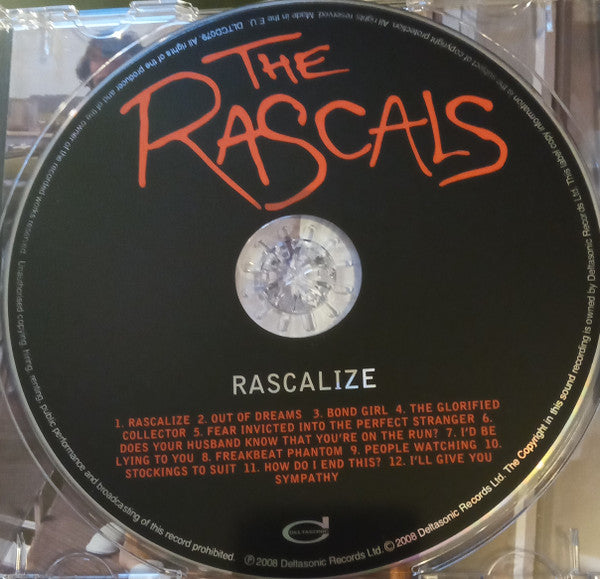 THE
RASCALS
RASCALIZE
1. RASCALIZE 2. OUT OF DREAMS 3. BOND GIRL 4. THE GLORIFIED
COLLECTOR 5. FEAR INVICTED INTO THE PERFECT STRANGER 6.
DOES YOUR HUSBAND KNOW THAT YOU'RE ON THE RUN? 7. I'D BE
LYING TO YOU 8. FREAKBEAT PHANTOM 9. PEOPLE WATCHING 10.
STOCKINGS TO SUIT 11. HOW DO I END THIS? 12. I'LL GIVE YOU
SYMPATHY
DELTASONIC
℗ 2008 Deltasonic Records Ltd. © 2008 Deltasonic Records Ltd. The Copyright in this sound recording is owned by Deltasonic Records Ltd. This label copy information is the subject of copyright protection. All rights reserved. Made in the E.U. DLTCD079. All rights of the producer and of the owner of the recorded works reserved. Unauthorised copying, hiring, renting, public performance and broadcasting of this record prohibited.